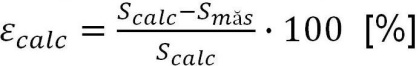 ε_calc = (S_calc − S_măs) / S_calc · 100 [%]